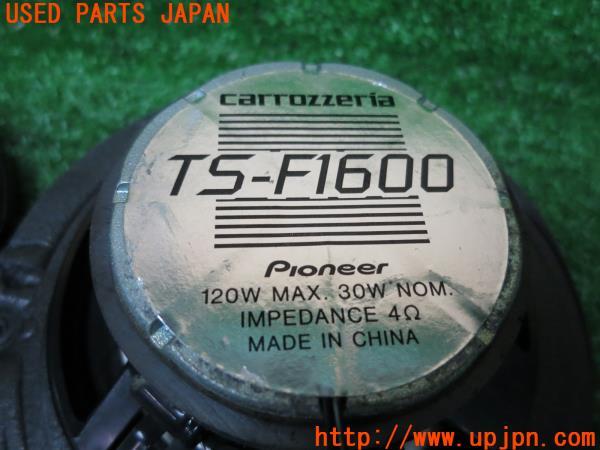 USED PARTS JAPAN
carrozzeria
TS-F1600
Pioneer
120W MAX. 30W NOM.
IMPEDANCE 4Ω
MADE IN CHINA
http://www.upjpn.com/